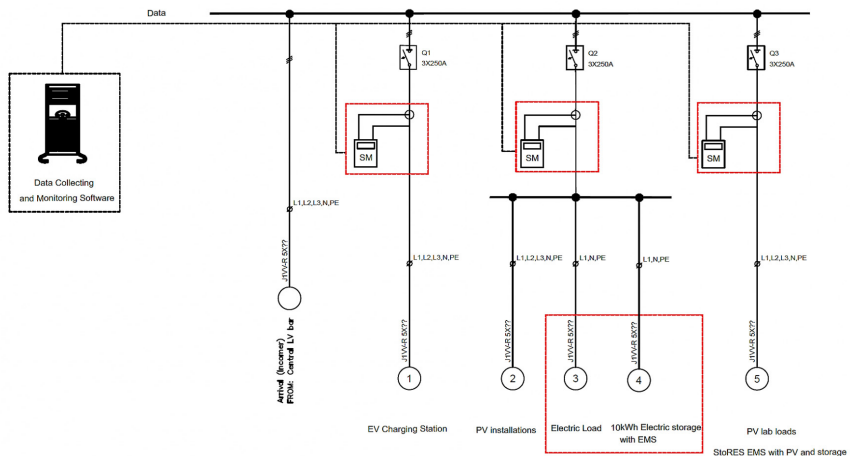 Data
Q1
3X250A
Q2
3X250A
Q3
3X250A
SM
SM
SM
Data Collecting
and Monitoring Software
L1,L2,L3,N,PE
J1VV-R 5X??
Arrival (Incomer)
FROM: Central LV bar
L1,L2,L3,N,PE
L1,L2,L3,N,PE
L1,N,PE
L1,N,PE
L1,L2,L3,N,PE
J1VV-R 5X??
J1VV-R 5X??
J1VV-R 5X??
J1VV-R 5X??
J1VV-R 5X??
1
2
3
4
5
EV Charging Station
PV installations
Electric Load
10kWh Electric storage
with EMS
PV lab loads
StoRES EMS with PV and storage